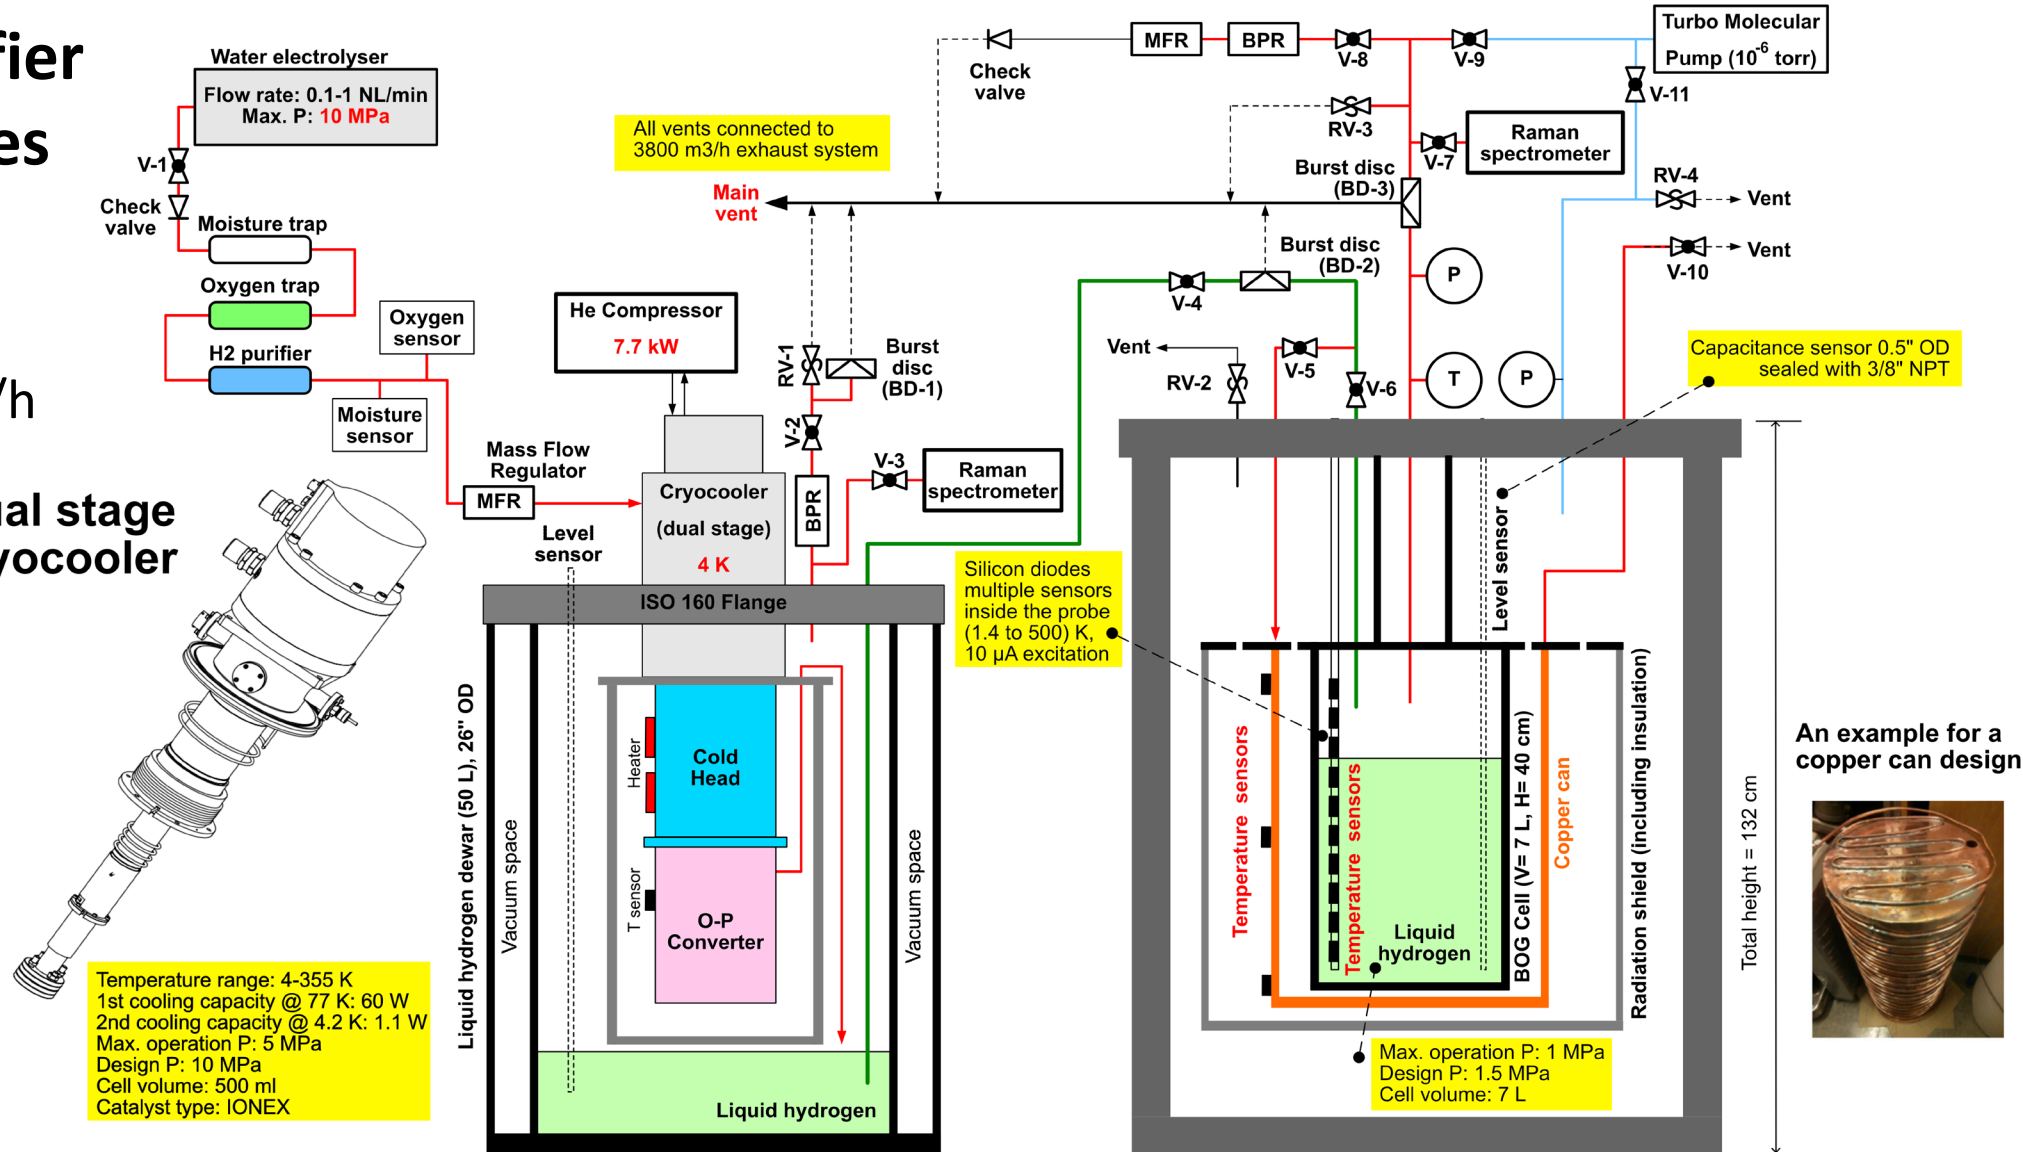 fier
es
/h
ual stage
yocooler
Water electrolyser
Flow rate: 0.1-1 NL/min
Max. P: 10 MPa
V-1
Check
valve
Moisture trap
Oxygen trap
H2 purifier
Oxygen
sensor
Moisture
sensor
Mass Flow
Regulator
MFR
Level
sensor
He Compressor
7.7 kW
Cryocooler
(dual stage)
4 K
ISO 160 Flange
RV-1
Burst
disc
(BD-1)
V-2
BPR
V-3
Raman
spectrometer
All vents connected to
3800 m3/h exhaust system
Main
vent
Check
valve
MFR
BPR
V-8
V-9
Turbo Molecular
Pump (10-6 torr)
V-11
RV-3
V-7
Raman
spectrometer
Burst disc
(BD-3)
RV-4
Vent
V-10
Vent
Burst disc
(BD-2)
V-4
P
T
P
Vent
RV-2
V-5
V-6
Capacitance sensor 0.5" OD
sealed with 3/8" NPT
Silicon diodes
multiple sensors
inside the probe
(1.4 to 500) K,
10 µA excitation
Level sensor
Liquid hydrogen dewar (50 L), 26" OD
Vacuum space
Heater
T sensor
Cold
Head
O-P
Converter
Vacuum space
Liquid hydrogen
Temperature sensors
Temperature sensors
Liquid
hydrogen
BOG Cell (V= 7 L, H= 40 cm)
Copper can
Radiation shield (including insulation)
Total height = 132 cm
Max. operation P: 1 MPa
Design P: 1.5 MPa
Cell volume: 7 L
An example for a
copper can design
Temperature range: 4-355 K
1st cooling capacity @ 77 K: 60 W
2nd cooling capacity @ 4.2 K: 1.1 W
Max. operation P: 5 MPa
Design P: 10 MPa
Cell volume: 500 ml
Catalyst type: IONEX